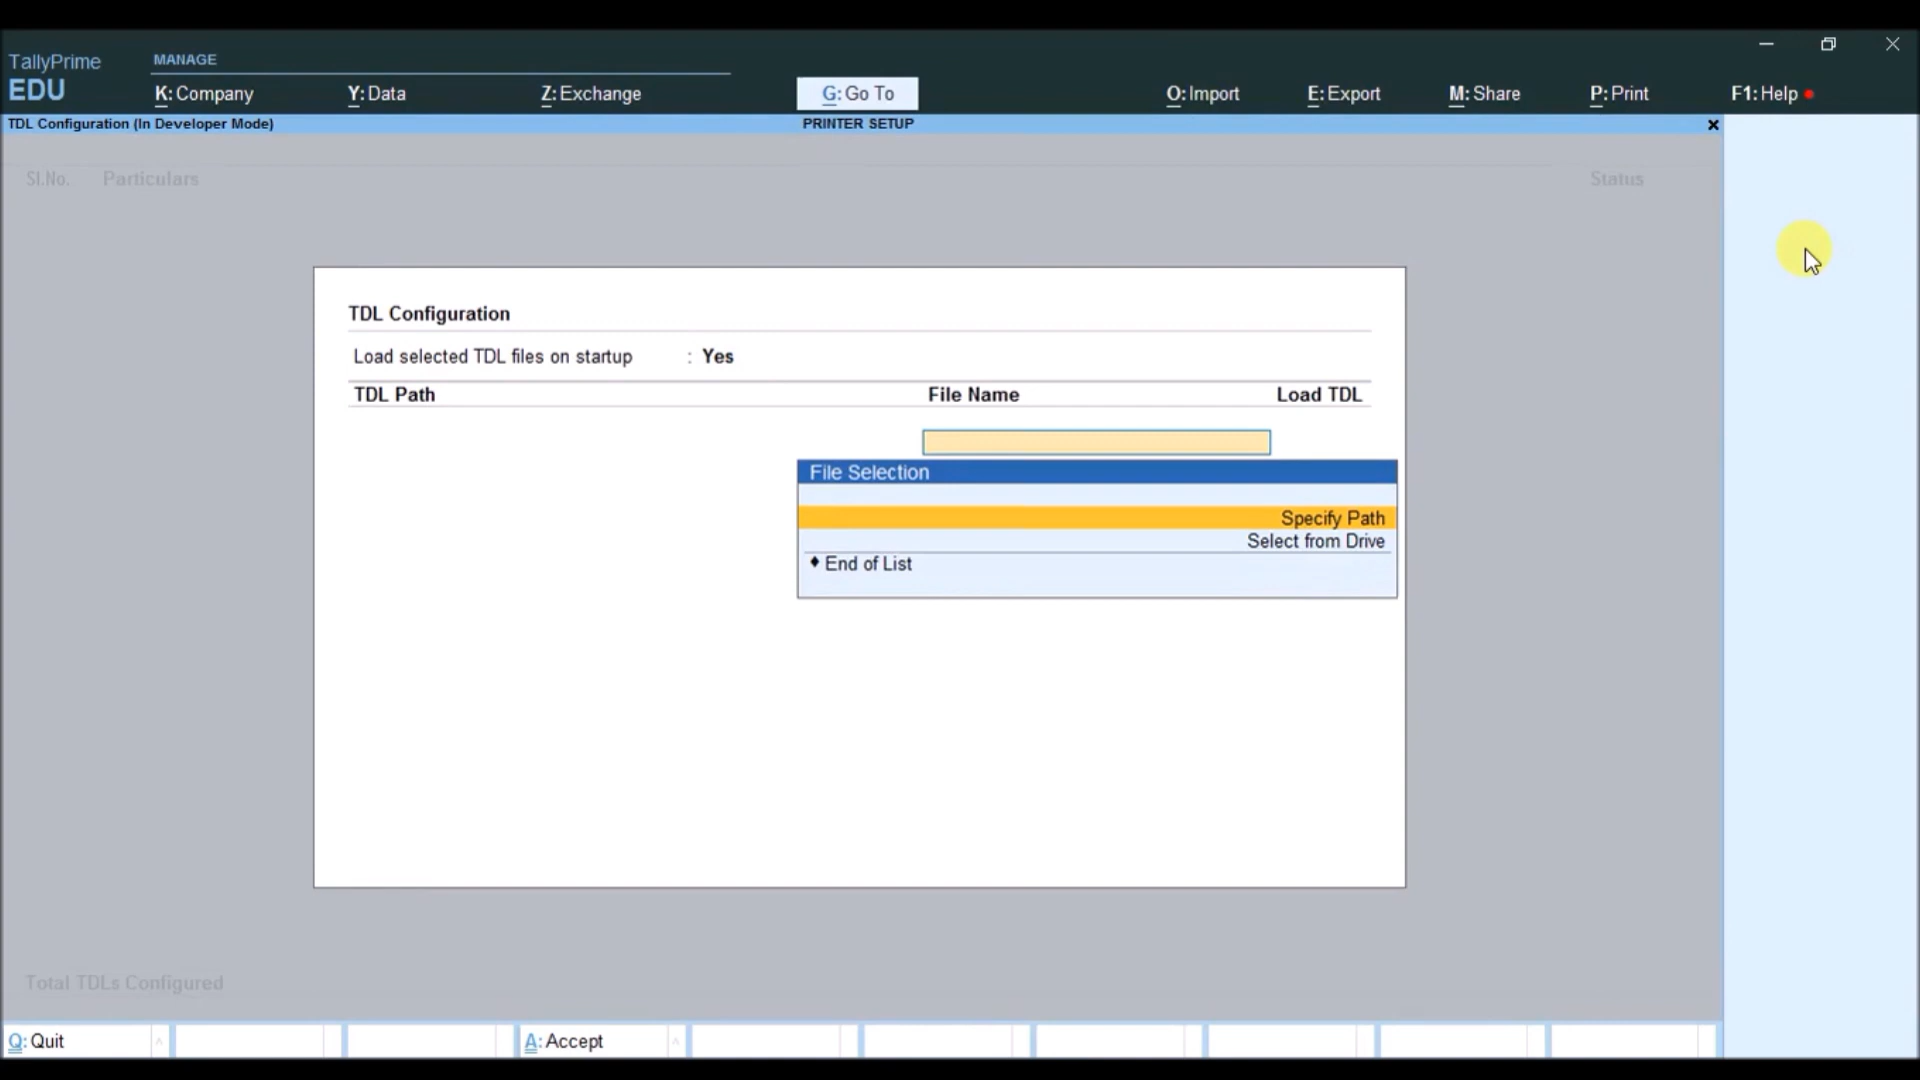 TallyPrime
EDU
MANAGE
K: Company
Y: Data
Z: Exchange
G: Go To
O: Import
E: Export
M: Share
P: Print
F1: Help
TDL Configuration (In Developer Mode)
PRINTER SETUP
Sl.No. Particulars Status
TDL Configuration
Load selected TDL files on startup : Yes
TDL Path File Name Load TDL
File Selection
Specify Path
Select from Drive
♦ End of List
Total TDLs Configured
Q: Quit
A: Accept